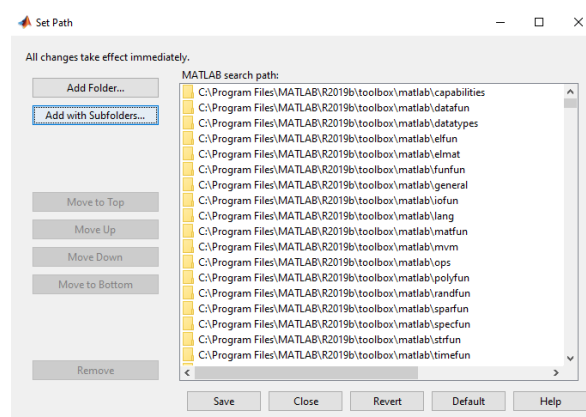 Set Path
All changes take effect immediately.
MATLAB search path:
Add Folder...
Add with Subfolders...
Move to Top
Move Up
Move Down
Move to Bottom
Remove
C:\Program Files\MATLAB\R2019b\toolbox\matlab\capabilities
C:\Program Files\MATLAB\R2019b\toolbox\matlab\datafun
C:\Program Files\MATLAB\R2019b\toolbox\matlab\datatypes
C:\Program Files\MATLAB\R2019b\toolbox\matlab\elfun
C:\Program Files\MATLAB\R2019b\toolbox\matlab\elmat
C:\Program Files\MATLAB\R2019b\toolbox\matlab\funfun
C:\Program Files\MATLAB\R2019b\toolbox\matlab\general
C:\Program Files\MATLAB\R2019b\toolbox\matlab\iofun
C:\Program Files\MATLAB\R2019b\toolbox\matlab\lang
C:\Program Files\MATLAB\R2019b\toolbox\matlab\matfun
C:\Program Files\MATLAB\R2019b\toolbox\matlab\mvm
C:\Program Files\MATLAB\R2019b\toolbox\matlab\ops
C:\Program Files\MATLAB\R2019b\toolbox\matlab\polyfun
C:\Program Files\MATLAB\R2019b\toolbox\matlab\randfun
C:\Program Files\MATLAB\R2019b\toolbox\matlab\sparfun
C:\Program Files\MATLAB\R2019b\toolbox\matlab\specfun
C:\Program Files\MATLAB\R2019b\toolbox\matlab\strfun
C:\Program Files\MATLAB\R2019b\toolbox\matlab\timefun
Save
Close
Revert
Default
Help